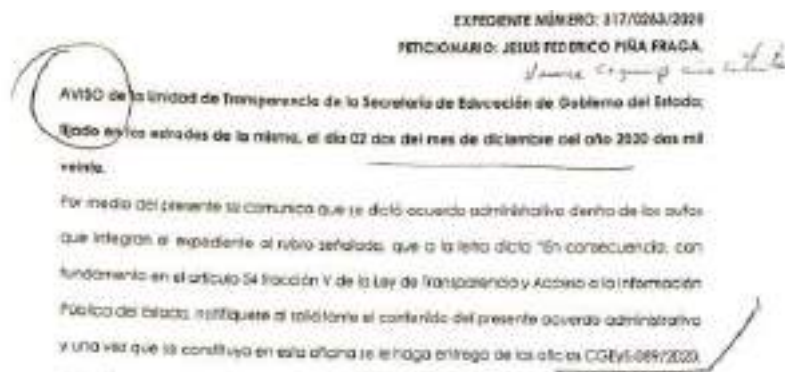 EXPEDIENTE NÚMERO: 317/0263/2020
PETICIONARIO: JESUS FEDERICO PIÑA FRAGA.
AVISO de la Unidad de Transparencia de la Secretaría de Educación de Gobierno del Estado;
fijado en los estrados de la misma, el día 02 dos del mes de diciembre del año 2020 dos mil
veinte.
Por medio del presente se comunica que se dictó acuerdo administrativo dentro de los autos
que integran el expediente al rubro señalado, que a la letra dicta "En consecuencia, con
fundamento en el artículo 54 fracción V de la Ley de Transparencia y Acceso a la Información
Pública del Estado, notifíquese al solicitante el contenido del presente acuerdo administrativo
y una vez que se constituya en esta oficina se le haga entrega de los oficios CGEyS-089/2020,